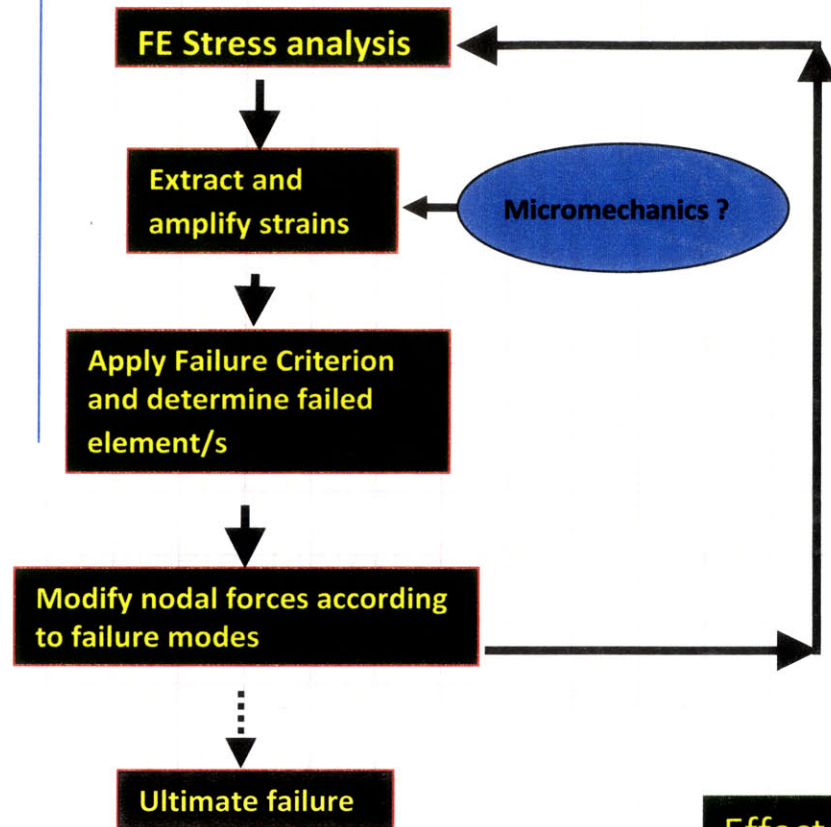 FE Stress analysis
Extract and
amplify strains
Micromechanics ?
Apply Failure Criterion
and determine failed
element/s
Modify nodal forces according
to failure modes
Ultimate failure